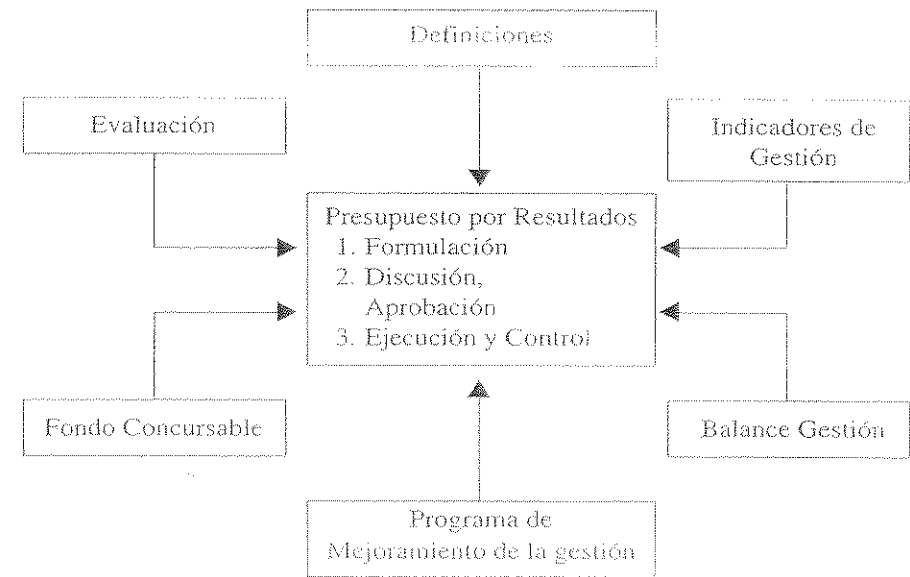 Definiciones
Evaluación
Indicadores de
Gestión
Presupuesto por Resultados
1. Formulación
2. Discusión,
Aprobación
3. Ejecución y Control
Fondo Concursable
Balance Gestión
Programa de
Mejoramiento de la gestión